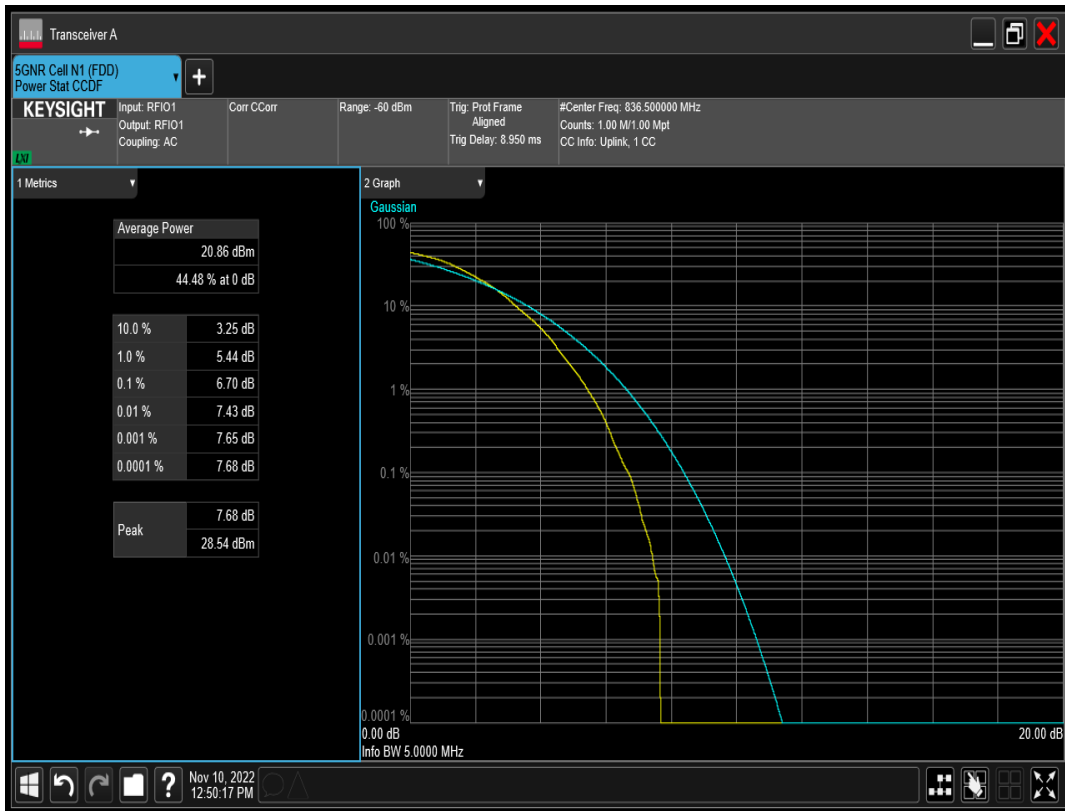 Transceiver A
5GNR Cell N1 (FDD)
Power Stat CCDF
+
KEYSIGHT
LXI
Input: RFIO1
Output: RFIO1
Coupling: AC
Corr CCorr
Range: -60 dBm
Trig: Prot Frame
Aligned
Trig Delay: 8.950 ms
#Center Freq: 836.500000 MHz
Counts: 1.00 M/1.00 Mpt
CC Info: Uplink, 1 CC
1 Metrics
Average Power
20.86 dBm
44.48 % at 0 dB
10.0 % 3.25 dB
1.0 % 5.44 dB
0.1 % 6.70 dB
0.01 % 7.43 dB
0.001 % 7.65 dB
0.0001 % 7.68 dB
Peak
7.68 dB
28.54 dBm
2 Graph
Gaussian
100 %
10 %
1 %
0.1 %
0.01 %
0.001 %
0.0001 %
0.00 dB 20.00 dB
Info BW 5.0000 MHz
?
Nov 10, 2022
12:50:17 PM